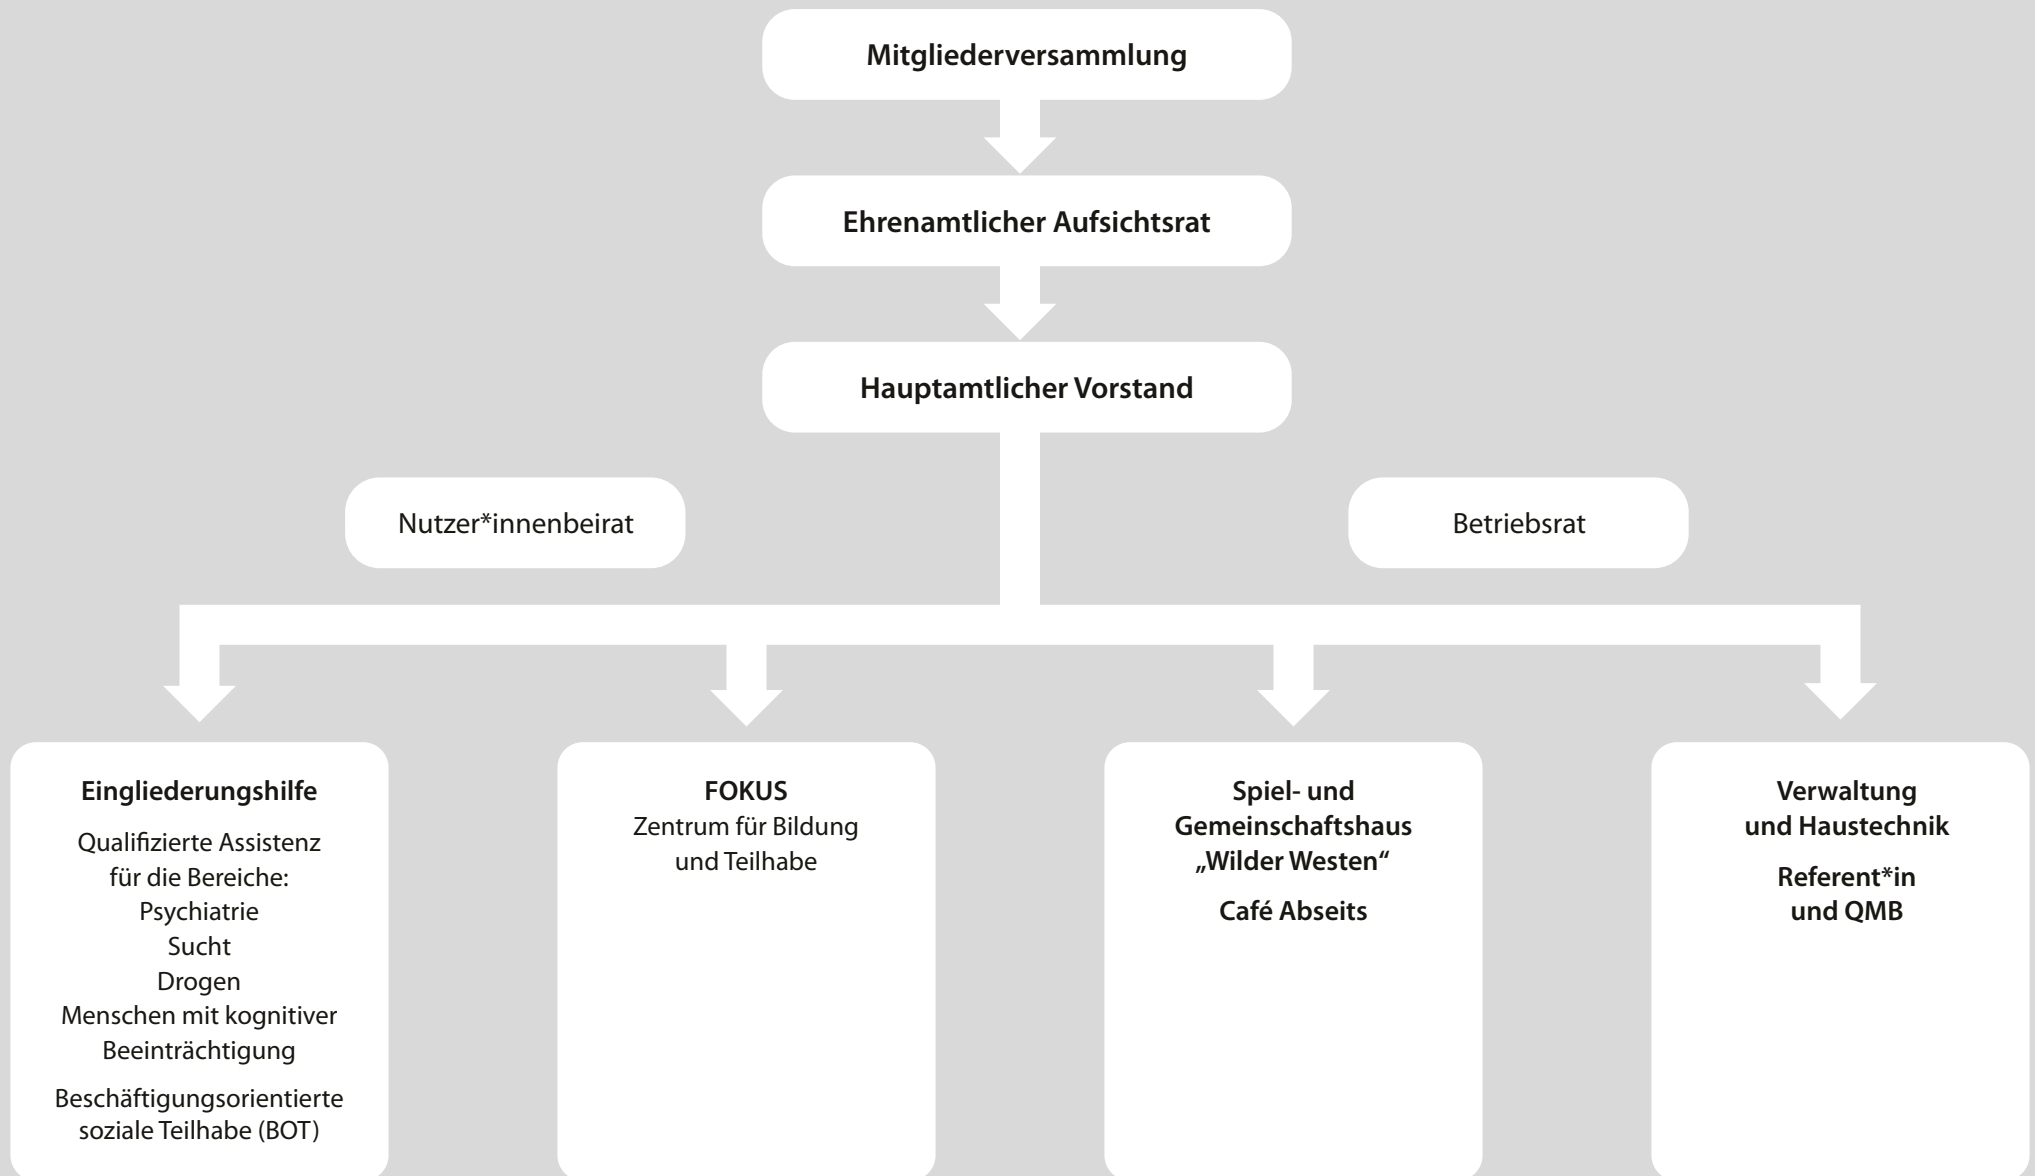 Mitgliederversammlung
Ehrenamtlicher Aufsichtsrat
Hauptamtlicher Vorstand
Nutzer*innenbeirat
Betriebsrat
Eingliederungshilfe
Qualifizierte Assistenz
für die Bereiche:
Psychiatrie
Sucht
Drogen
Menschen mit kognitiver
Beeinträchtigung
Beschäftigungsorientierte
soziale Teilhabe (BOT)
FOKUS
Zentrum für Bildung
und Teilhabe
Spiel- und
Gemeinschaftshaus
„Wilder Westen“
Café Abseits
Verwaltung
und Haustechnik
Referent*in
und QMB